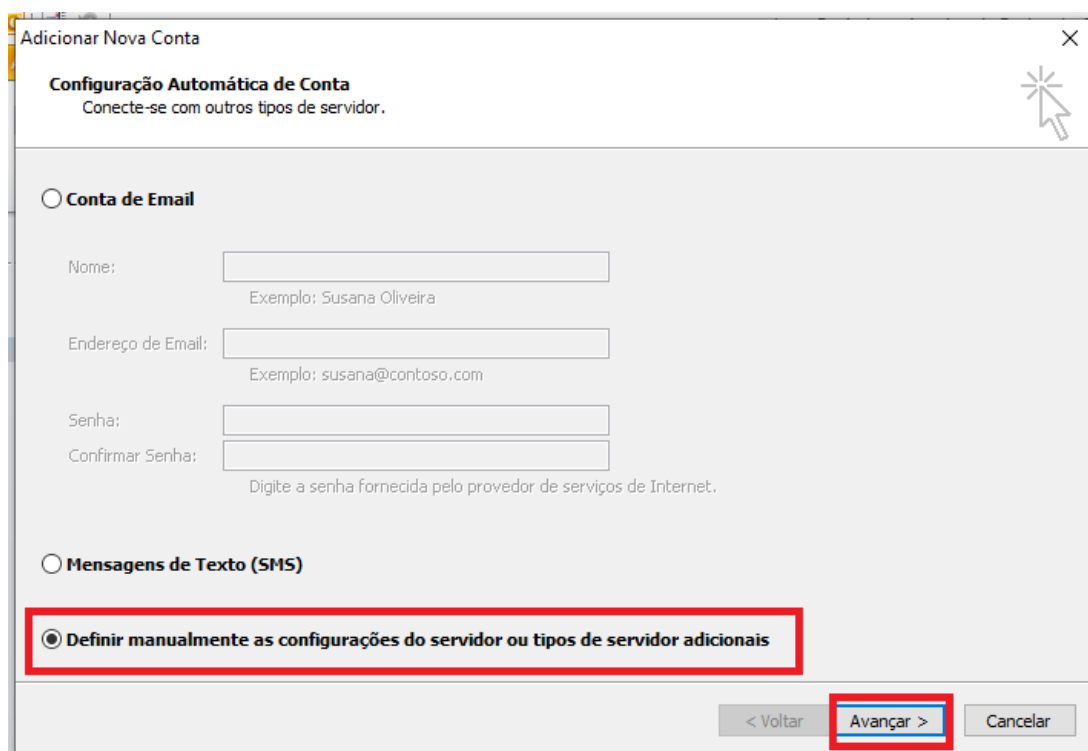 Adicionar Nova Conta
Configuração Automática de Conta
Conecte-se com outros tipos de servidor.
Conta de Email
Nome:
Exemplo: Susana Oliveira
Endereço de Email:
Exemplo: susana@contoso.com
Senha:
Confirmar Senha:
Digite a senha fornecida pelo provedor de serviços de Internet.
Mensagens de Texto (SMS)
Definir manualmente as configurações do servidor ou tipos de servidor adicionais
< Voltar Avançar > Cancelar